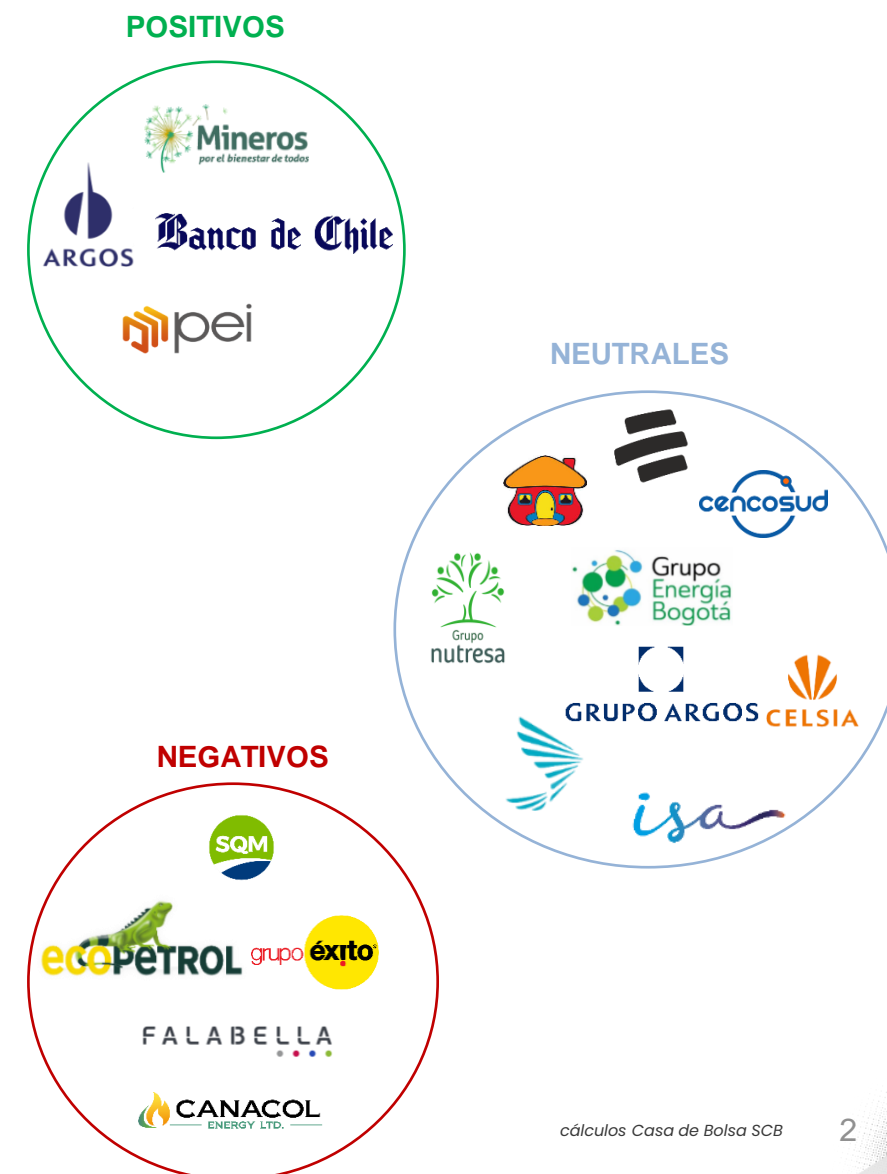 POSITIVOS
Mineros
por el bienestar de todos
ARGOS
Banco de Chile
pei
NEUTRALES
cencosud
Grupo
Energía
Bogotá
Grupo
nutresa
GRUPO ARGOS
CELSIA
isa
NEGATIVOS
SQM
ecoPeTROL
grupo éxito
FALABELLA
CANACOL
ENERGY LTD.
cálculos Casa de Bolsa SCB
2